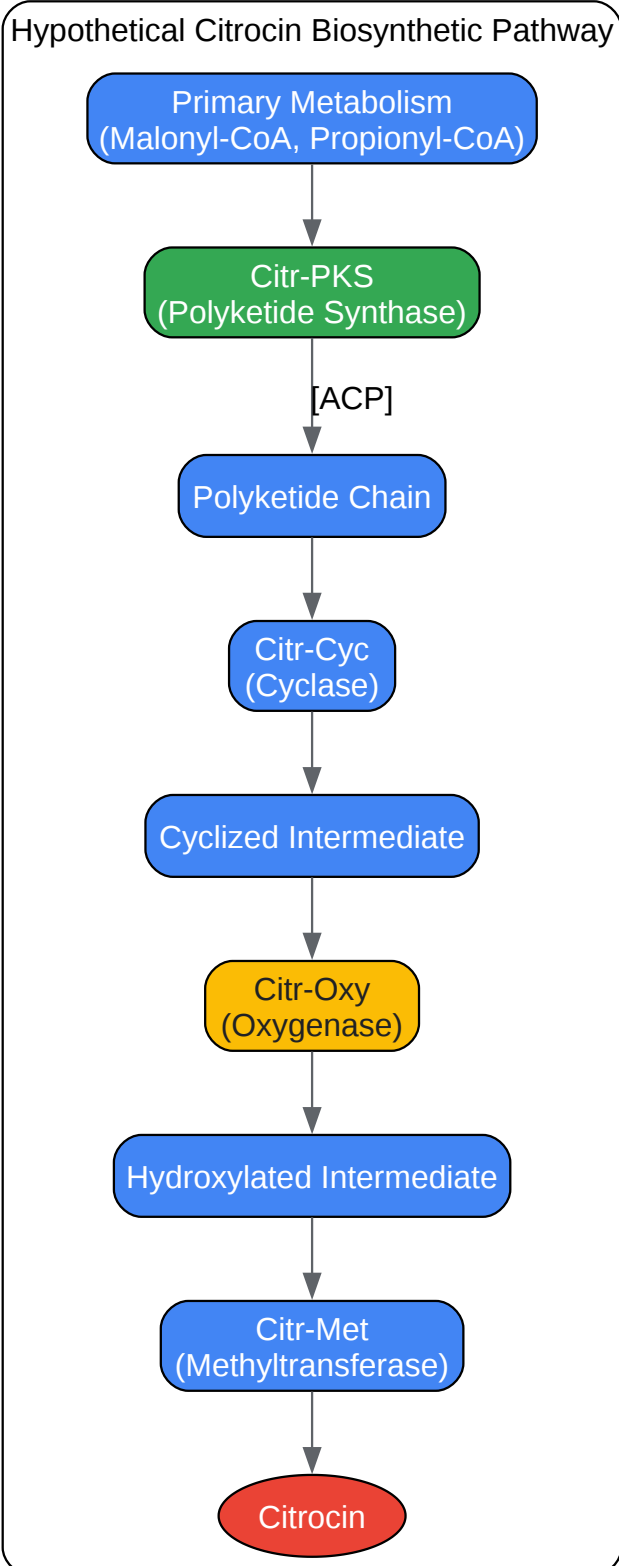 Hypothetical Citrocin Biosynthetic Pathway
Primary Metabolism
(Malonyl-CoA, Propionyl-CoA)
Citr-PKS
(Polyketide Synthase)
[ACP]
Polyketide Chain
Citr-Cyc
(Cyclase)
Cyclized Intermediate
Citr-Oxy
(Oxygenase)
Hydroxylated Intermediate
Citr-Met
(Methyltransferase)
Citrocin